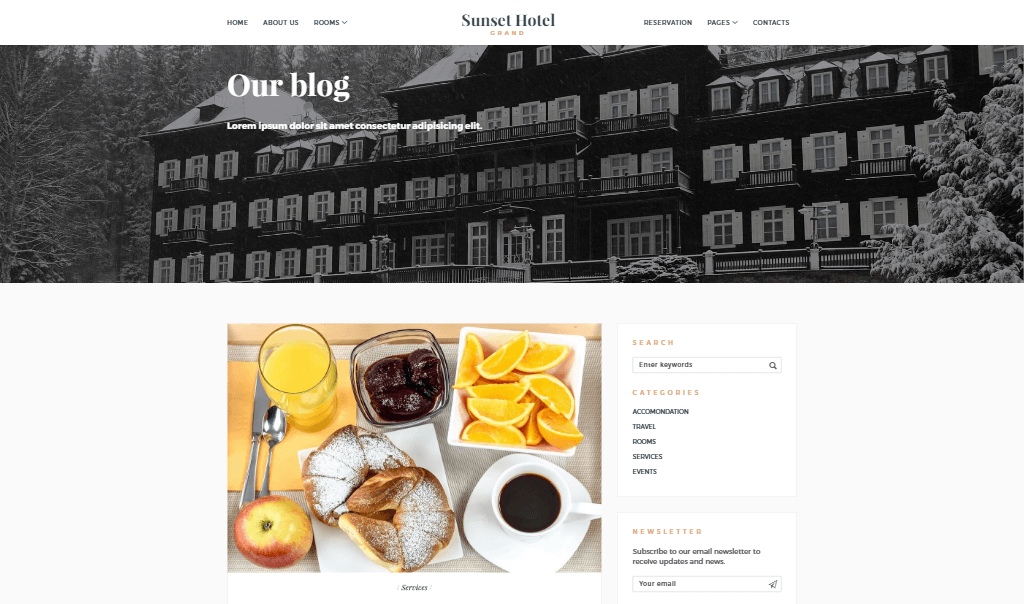 HOME ABOUT US ROOMS Sunset Hotel RESERVATION PAGES CONTACTS
GRAND
Our blog
Lorem ipsum dolor sit amet consectetur adipisicing elit.
SEARCH
Enter keywords
CATEGORIES
ACCOMONDATION
TRAVEL
ROOMS
SERVICES
EVENTS
/ Services /
NEWSLETTER
Subscribe to our email newsletter to
receive updates and news.
Your email